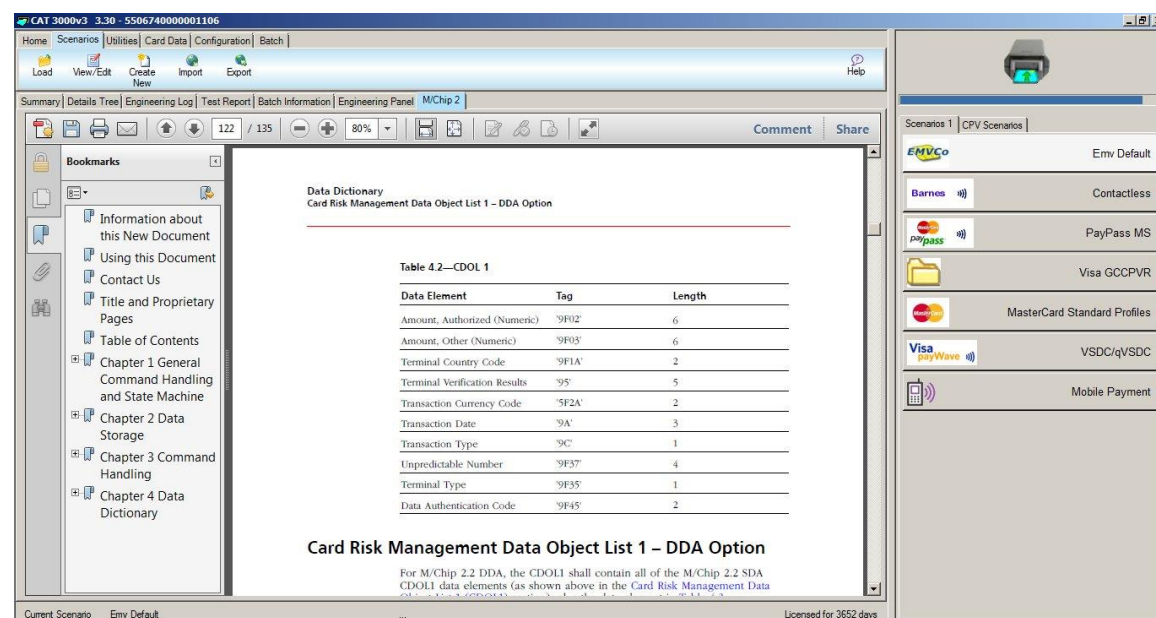 CAT 3000v3 3.30 - 5506740000001106
Home Scenarios Utilities Card Data Configuration Batch
Load View/Edit Create New Import Export Help
Summary Details Tree Engineering Log Test Report Batch Information Engineering Panel M/Chip 2
122 / 135 80% Comment Share
Bookmarks
Information about
this New Document
Using this Document
Contact Us
Title and Proprietary
Pages
Table of Contents
Chapter 1 General
Command Handling
and State Machine
Chapter 2 Data
Storage
Chapter 3 Command
Handling
Chapter 4 Data
Dictionary
Data Dictionary
Card Risk Management Data Object List 1 – DDA Option
Table 4.2—CDOL 1
Data Element Tag Length
Amount, Authorized (Numeric) '9F02' 6
Amount, Other (Numeric) '9F03' 6
Terminal Country Code '9F1A' 2
Terminal Verification Results '95' 5
Transaction Currency Code '5F2A' 2
Transaction Date '9A' 3
Transaction Type '9C' 1
Unpredictable Number '9F37' 4
Terminal Type '9F35' 1
Data Authentication Code '9F45' 2
Card Risk Management Data Object List 1 – DDA Option
For M/Chip 2.2 DDA, the CDOL1 shall contain all of the M/Chip 2.2 SDA
CDOL1 data elements (as shown above in the Card Risk Management Data
Scenarios 1 CPV Scenarios
EMVCo Emv Default
Barnes Contactless
MasterCard PayPass PayPass MS
Visa GCCPVR
MasterCard MasterCard Standard Profiles
Visa payWave VSDC/qVSDC
Mobile Payment
Current Scenario Emv Default ... Licensed for 3652 days